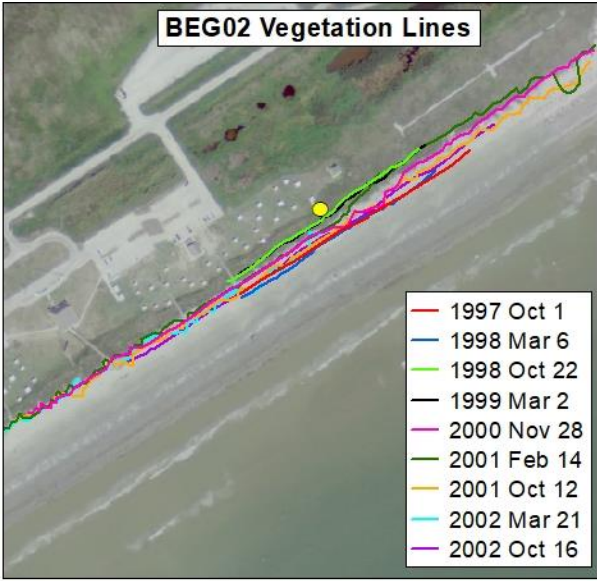 BEG02 Vegetation Lines
1997 Oct 1
1998 Mar 6
1998 Oct 22
1999 Mar 2
2000 Nov 28
2001 Feb 14
2001 Oct 12
2002 Mar 21
2002 Oct 16